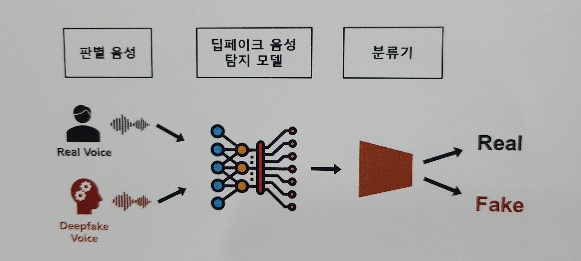 판별 음성
딥페이크 음성
탐지 모델
분류기
Real Voice
Deepfake
Voice
Real
Fake